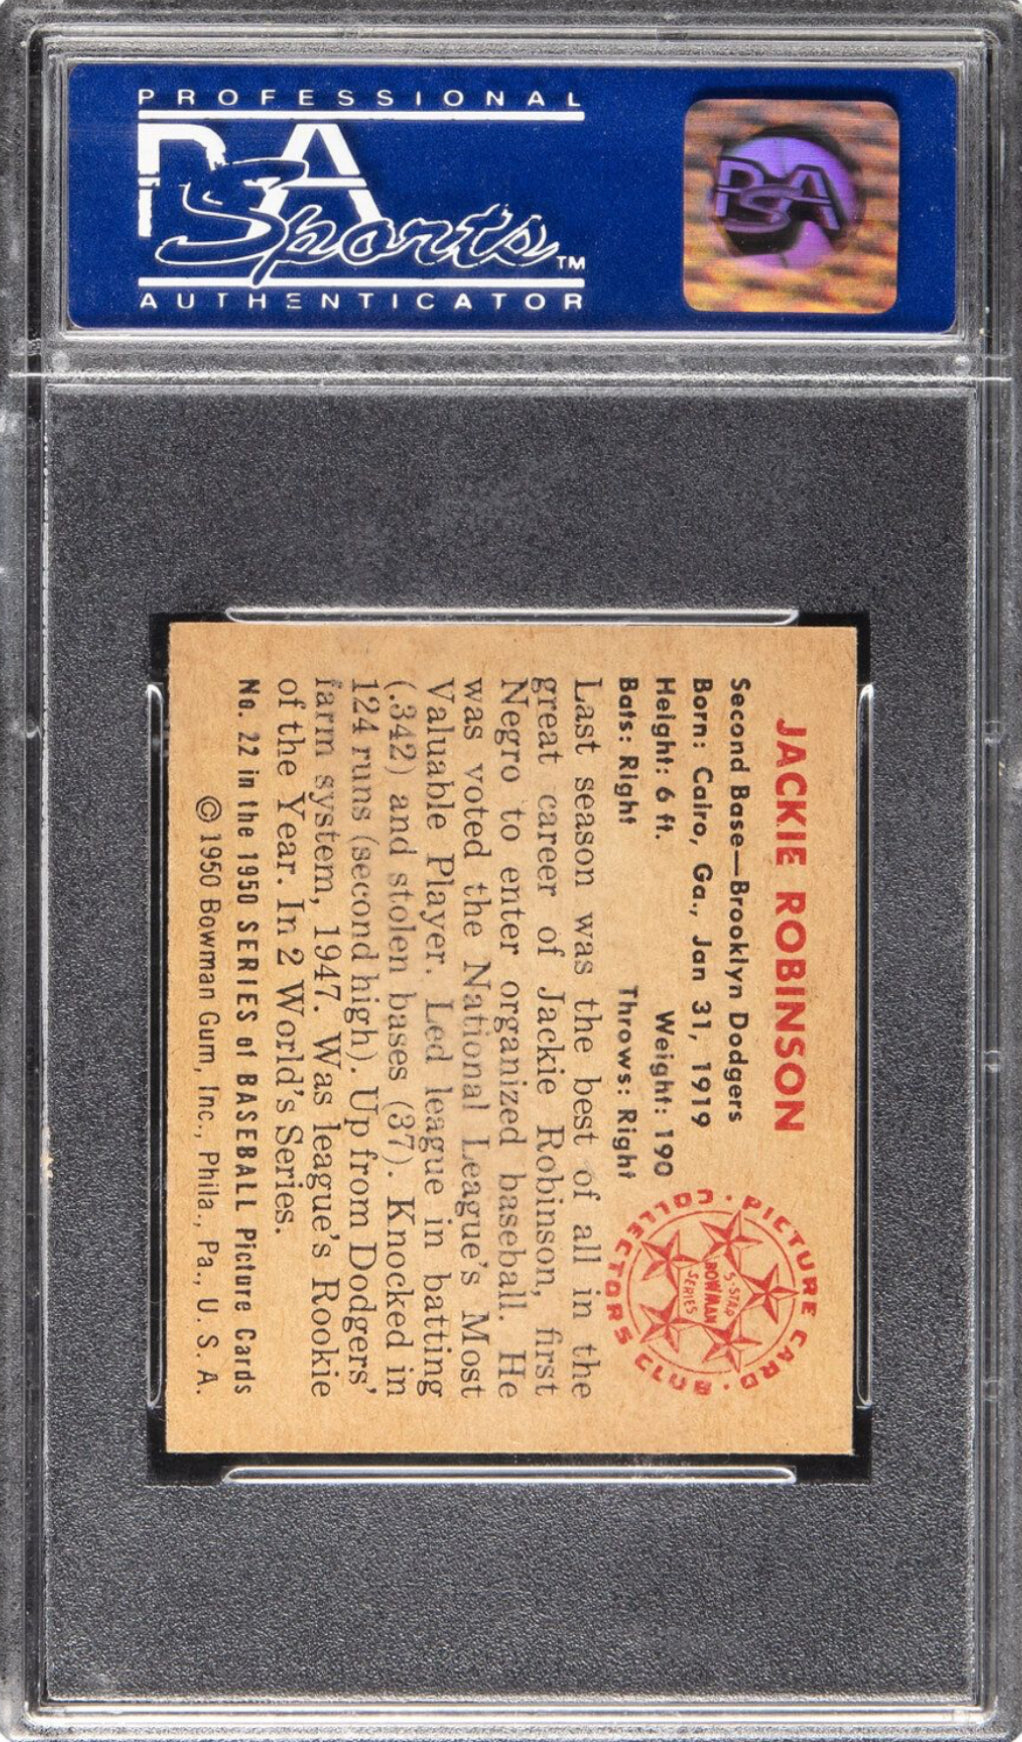 PROFESSIONAL
PSA
Sports™
AUTHENTICATOR
PSA
JACKIE ROBINSON
Second Base—Brooklyn Dodgers
Born: Cairo, Ga., Jan 31, 1919
Height: 6 ft. Weight: 190
Bats: Right Throws: Right
Last season was the best of all in the
great career of Jackie Robinson, first
Negro to enter organized baseball. He
was voted the National League's Most
Valuable Player. Led league in batting
(.342) and stolen bases (37). Knocked in
124 runs (second high). Up from Dodgers'
farm system, 1947. Was league's Rookie
of the Year. In 2 World's Series.
No. 22 in the 1950 SERIES of BASEBALL Picture Cards
© 1950 Bowman Gum, Inc., Phila., Pa., U. S. A.
PICTURE CARD · COLLECTORS CLUB ·
5-STAR
BOWMAN
SERIES